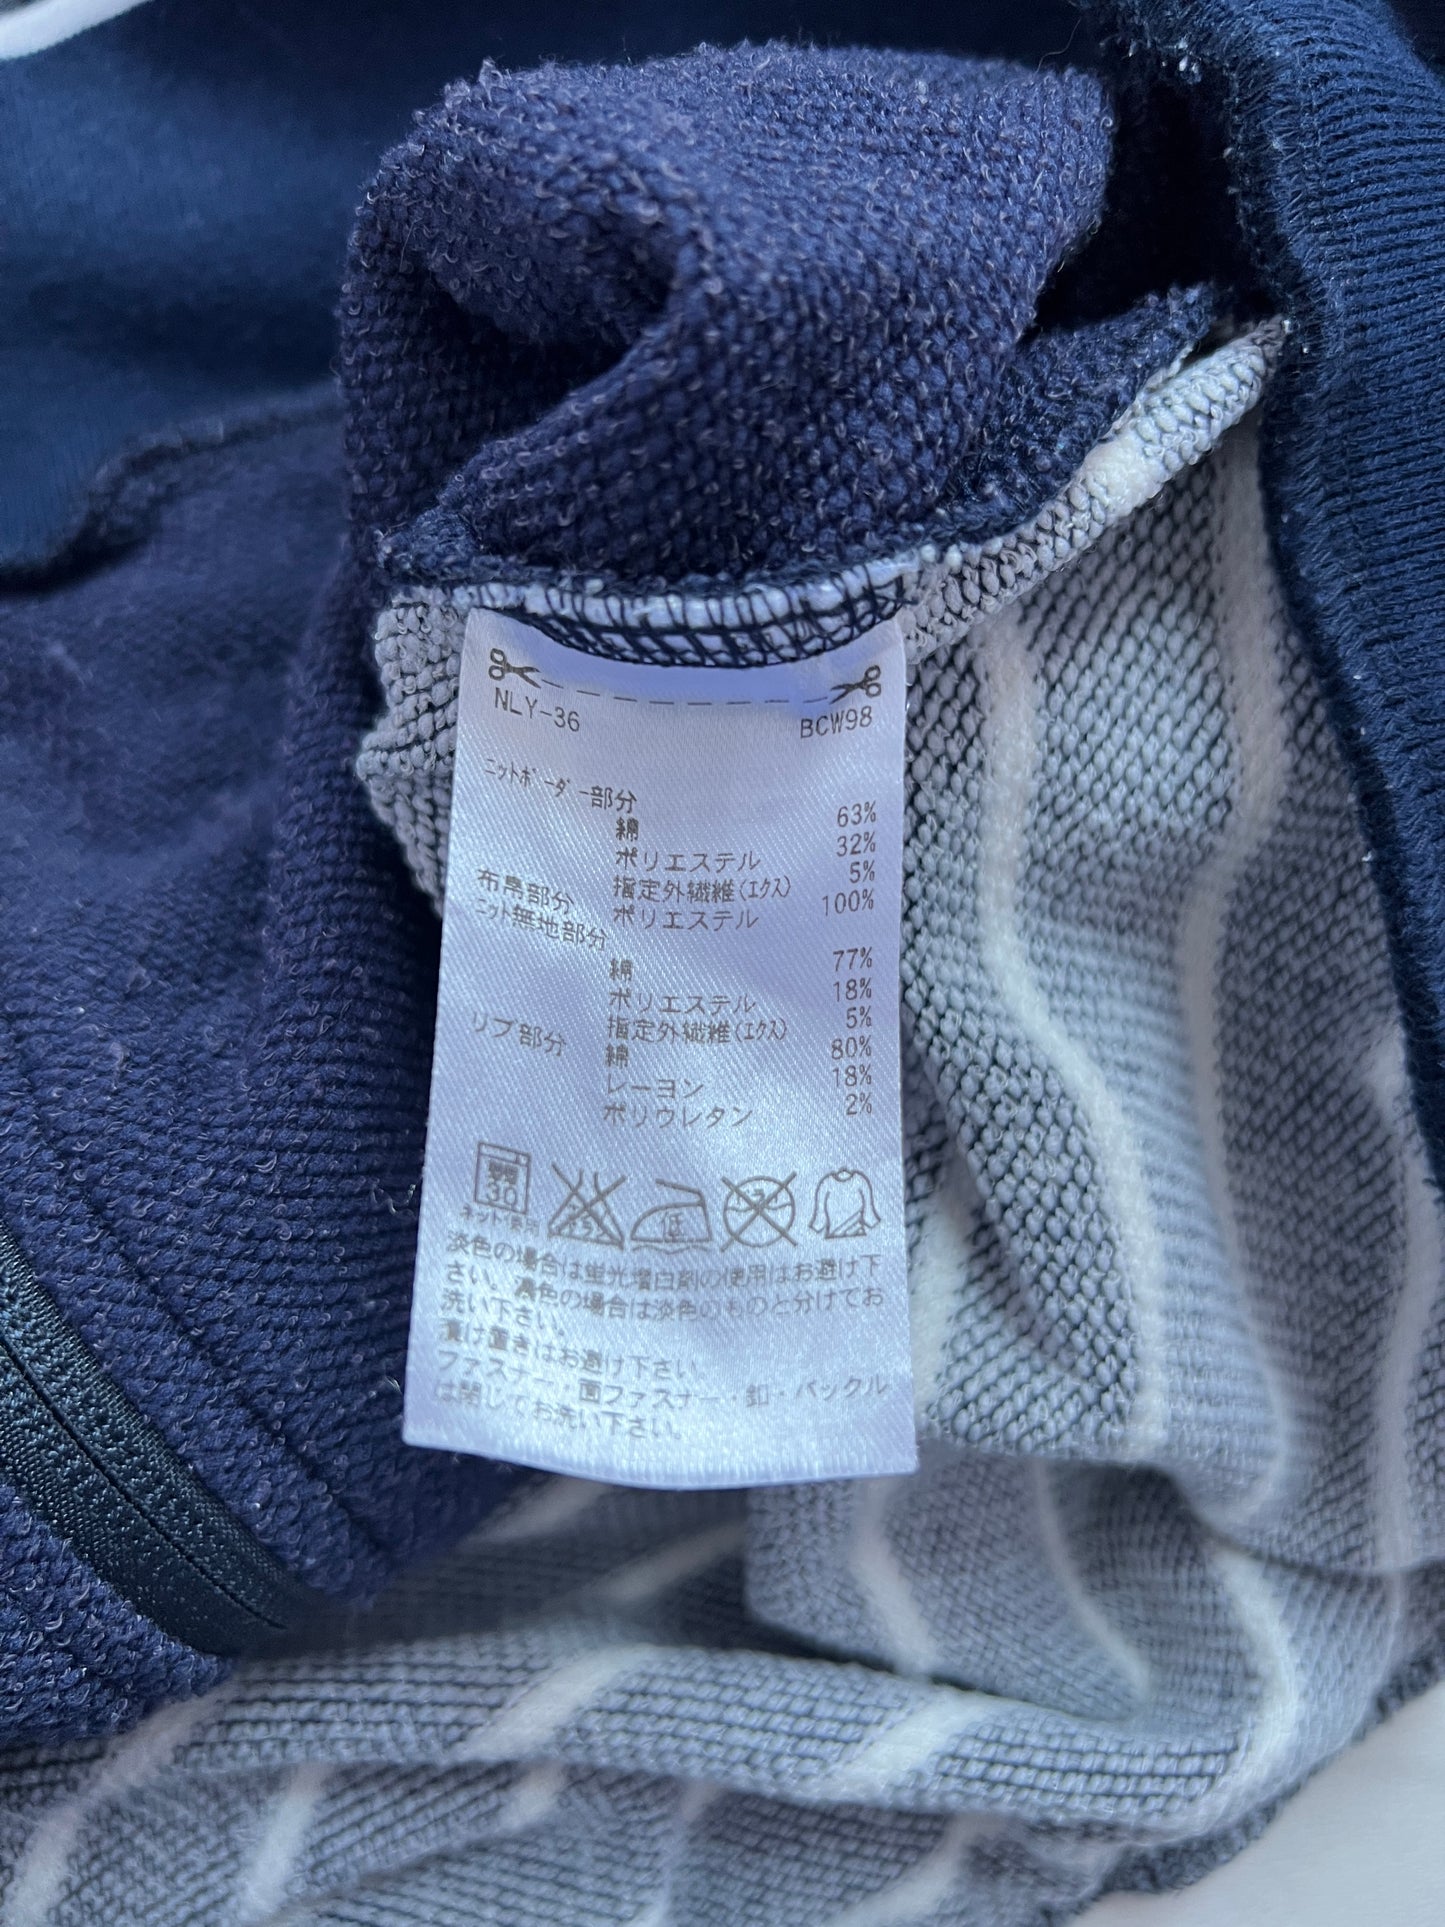 NLY-36 BCW98
ニットボーダー部分
綿 63%
ポリエステル 32%
指定外繊維(エクス) 5%
布帛部分 ポリエステル 100%
ニット無地部分
綿 77%
ポリエステル 18%
指定外繊維(エクス) 5%
リブ部分 綿 80%
レーヨン 18%
ポリウレタン 2%
30 エンソ 中
ネット使用
淡色の場合は蛍光増白剤の使用はお避け下
さい。濃色の場合は淡色のものと分けてお
洗い下さい。
漬け置きはお避け下さい。
ファスナー・面ファスナー・釦・バックル
は閉じてお洗い下さい。